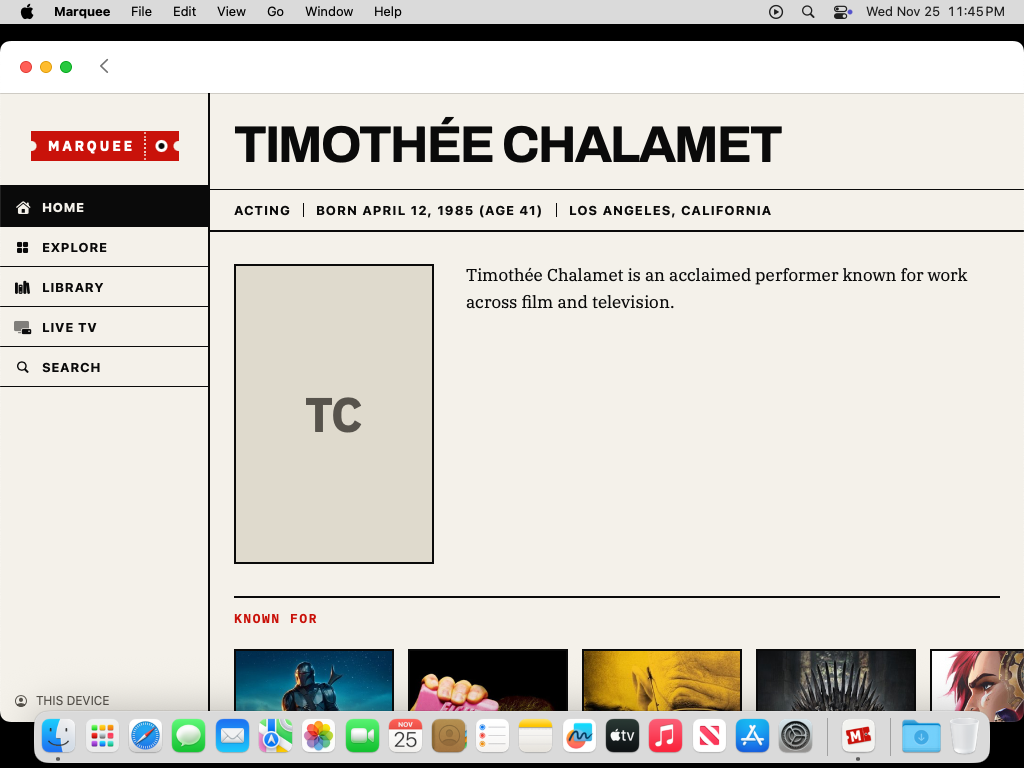 Marquee File Edit View Go Window Help Wed Nov 25 11:45 PM
MARQUEE
TIMOTHÉE CHALAMET
HOME
ACTING BORN APRIL 12, 1985 (AGE 41) LOS ANGELES, CALIFORNIA
EXPLORE
LIBRARY
LIVE TV
SEARCH
Timothée Chalamet is an acclaimed performer known for work
across film and television.
TC
KNOWN FOR
THIS DEVICE
NOV
25
tv
M